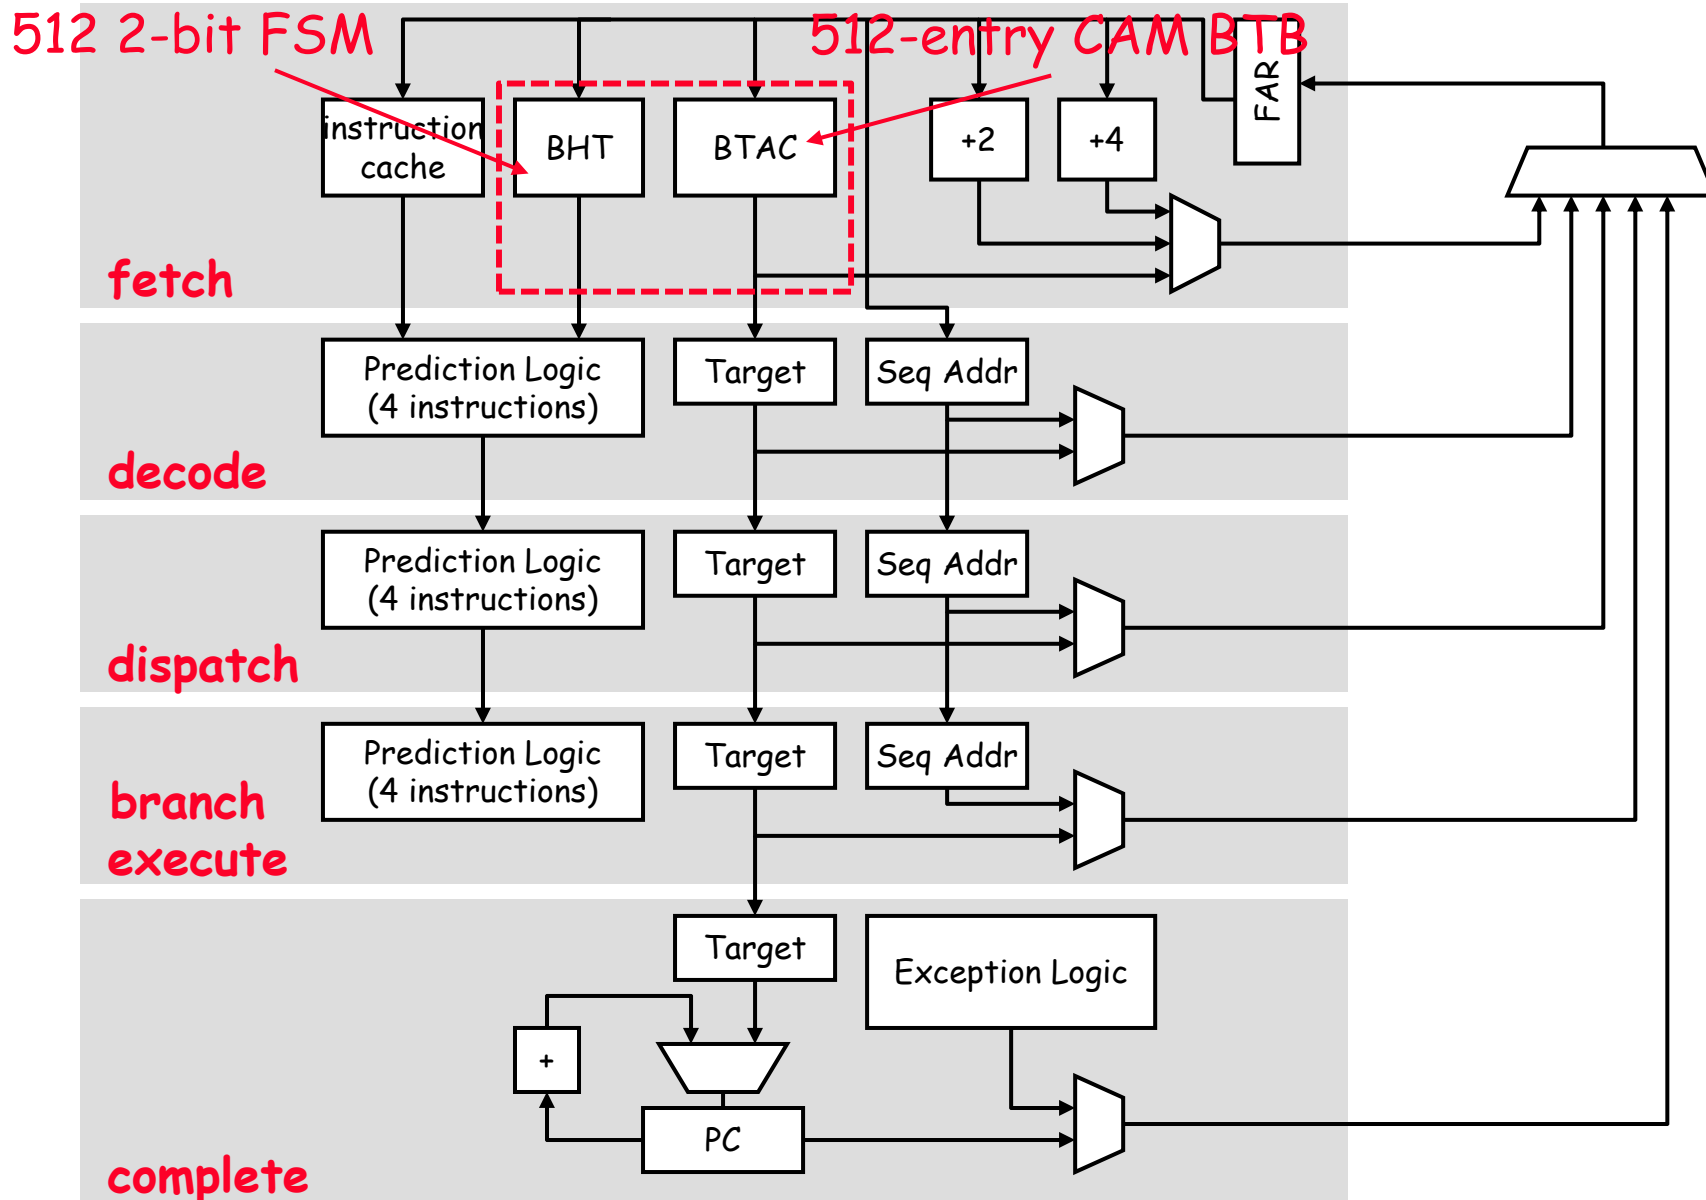 512 2-bit FSM
512-entry CAM BTB
instruction
cache
BHT
BTAC
+2
+4
FAR
fetch
Prediction Logic
(4 instructions)
Target
Seq Addr
decode
Prediction Logic
(4 instructions)
Target
Seq Addr
dispatch
Prediction Logic
(4 instructions)
Target
Seq Addr
branch
execute
Target
Exception Logic
+
PC
complete